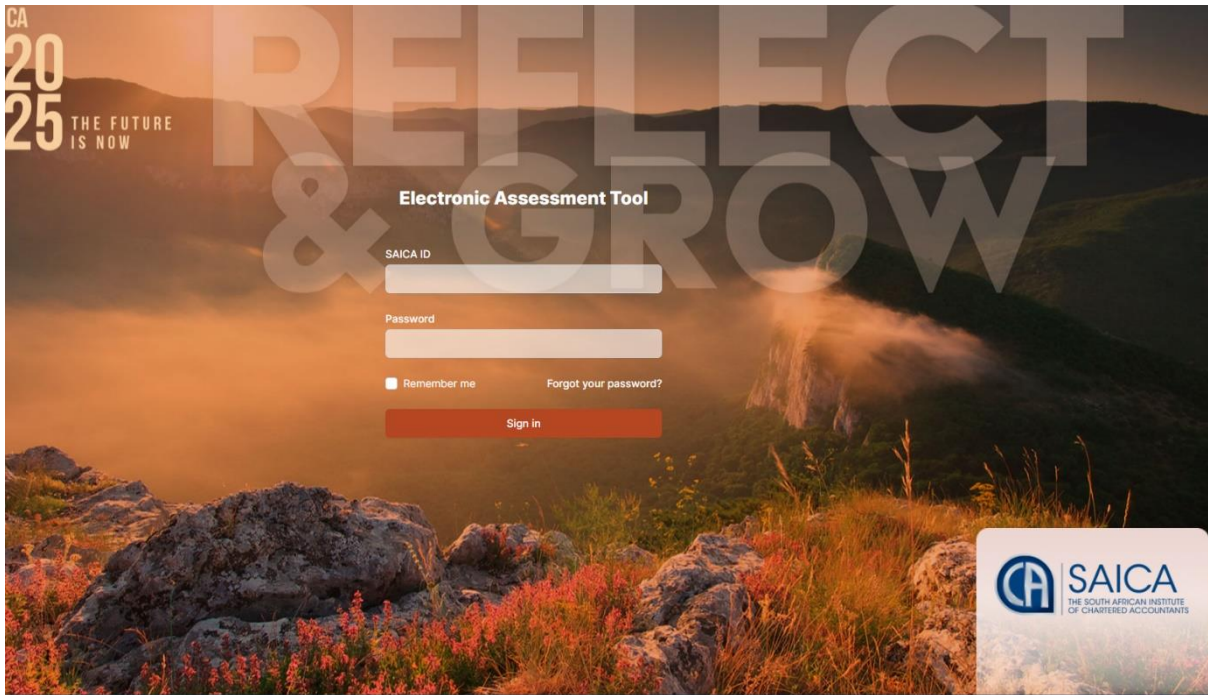 CA
20
25 THE FUTURE
IS NOW
REFLECT
& GROW
Electronic Assessment Tool
SAICA ID
Password
Remember me
Forgot your password?
Sign in
CA
SAICA
THE SOUTH AFRICAN INSTITUTE
OF CHARTERED ACCOUNTANTS